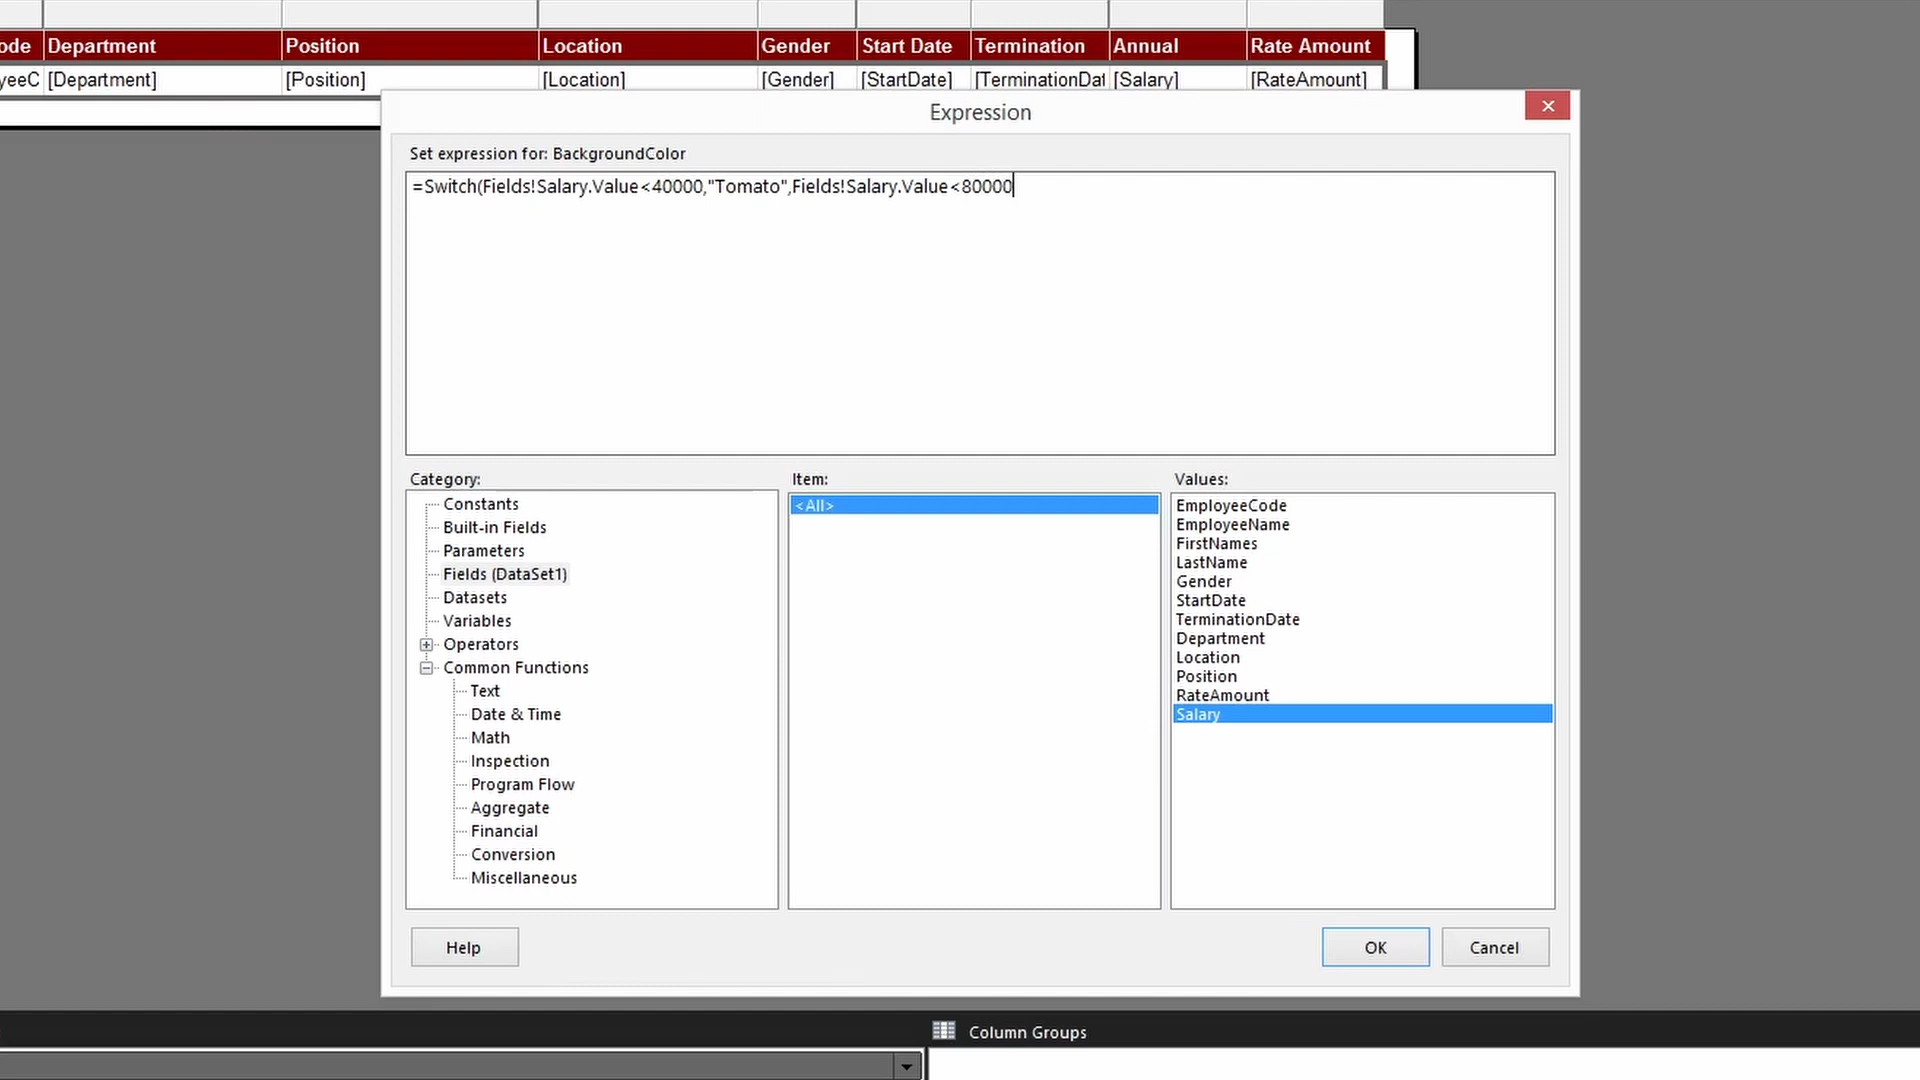 ode Department Position Location Gender Start Date Termination Annual Rate Amount
yeeC [Department] [Position] [Location] [Gender] [StartDate] [TerminationDat [Salary] [RateAmount]
Expression
Set expression for: BackgroundColor
=Switch(Fields!Salary.Value<40000,"Tomato",Fields!Salary.Value<80000
Category: Item: Values:
Constants
Built-in Fields
Parameters
Fields (DataSet1)
Datasets
Variables
Operators
Common Functions
Text
Date & Time
Math
Inspection
Program Flow
Aggregate
Financial
Conversion
Miscellaneous
<All>
EmployeeCode
EmployeeName
FirstNames
LastName
Gender
StartDate
TerminationDate
Department
Location
Position
RateAmount
Salary
Help OK Cancel
Column Groups